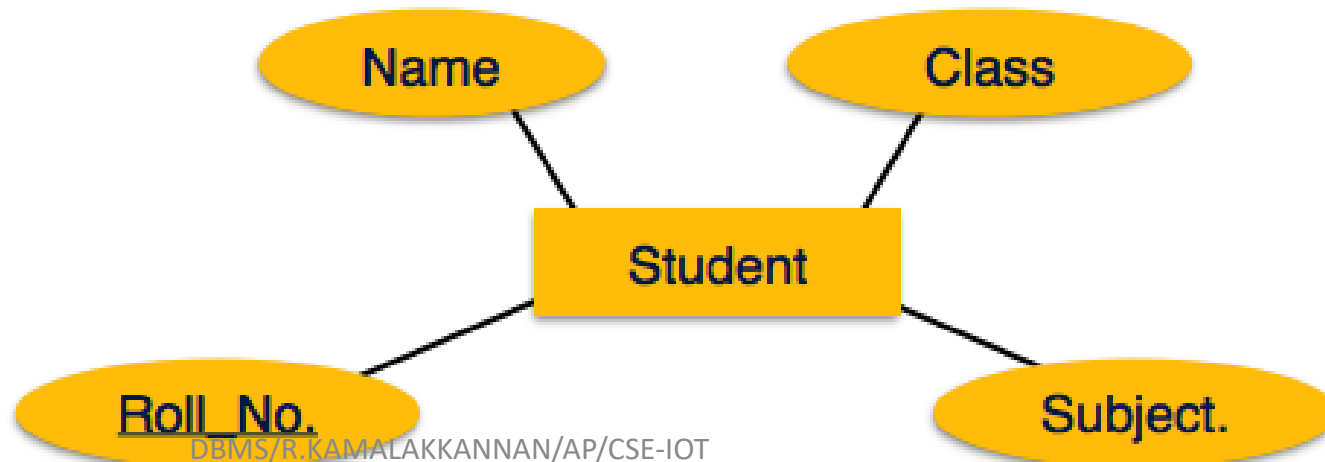 Name
Class
Student
Roll_No.
Subject.
DBMS/R.KAMALAKKANNAN/AP/CSE-IOT